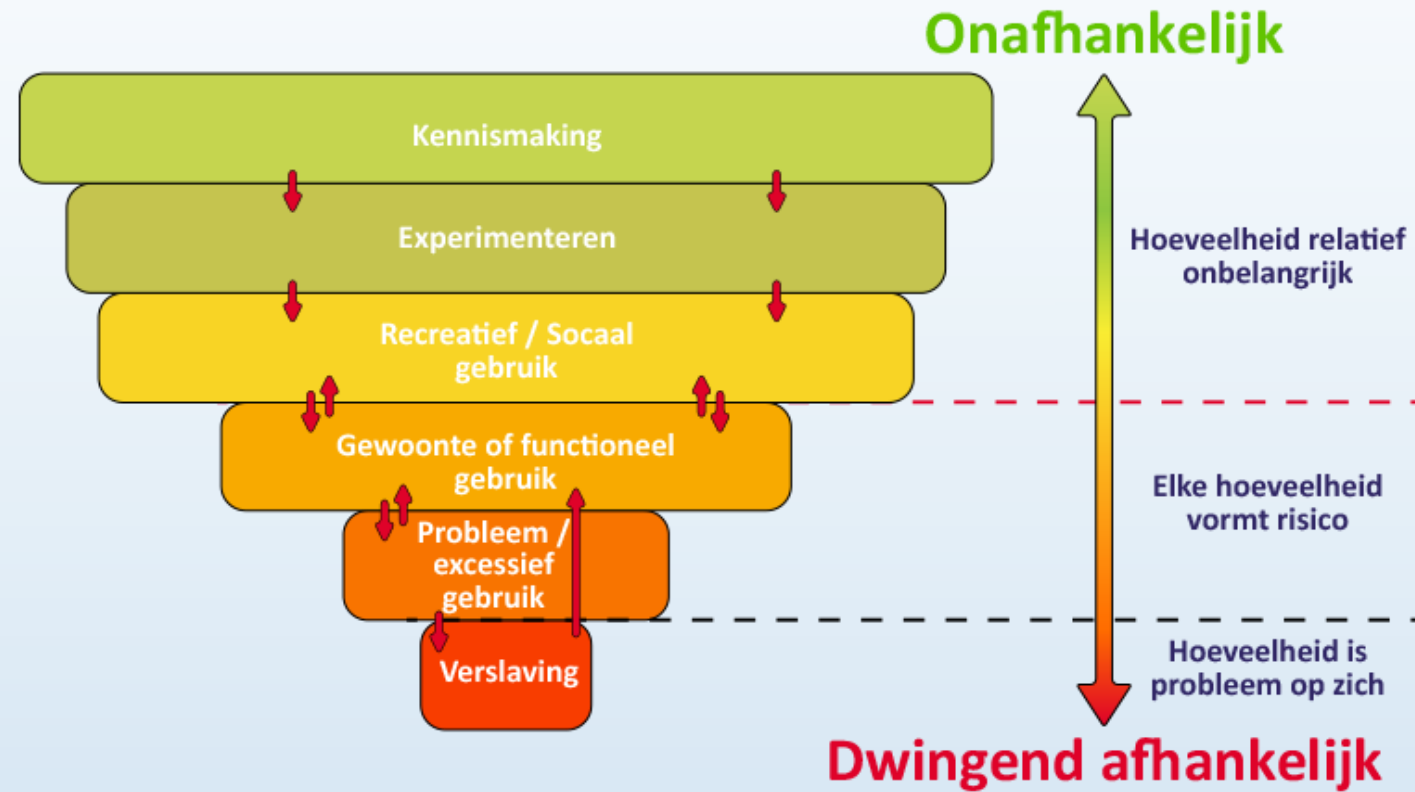 Onafhankelijk
Kennismaking
Experimenteren
Hoeveelheid relatief
onbelangrijk
Recreatief / Socaal
gebruik
Gewoonte of functioneel
gebruik
Elke hoeveelheid
vormt risico
Probleem /
excessief
gebruik
Verslaving
Hoeveelheid is
probleem op zich
Dwingend afhankelijk